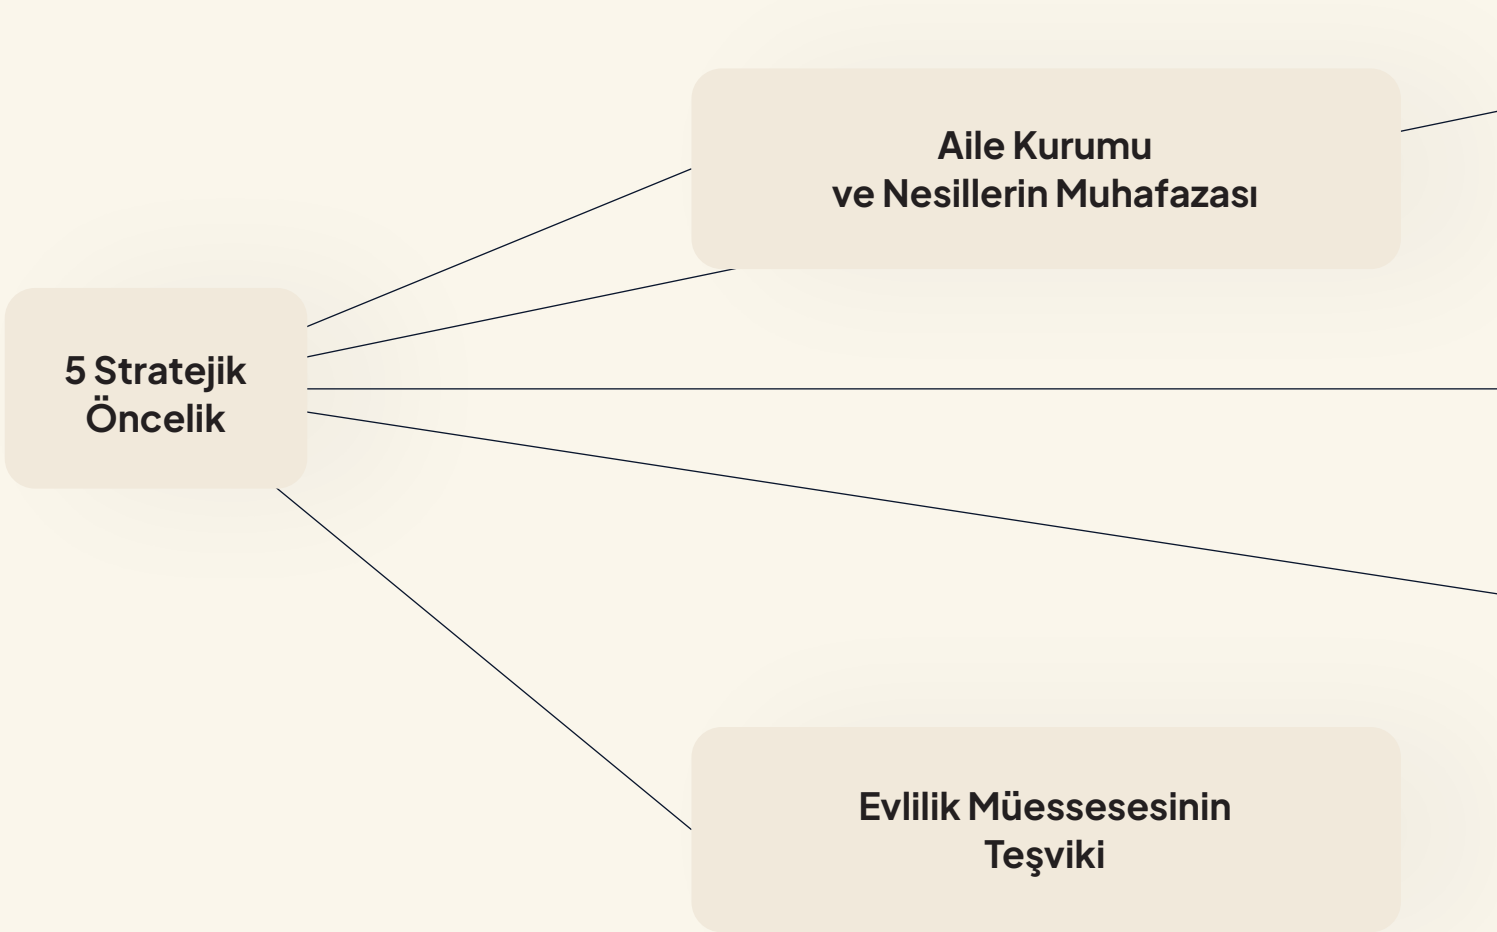 Aile Kurumu
ve Nesillerin Muhafazası
5 Stratejik
Öncelik
Evlilik Müessesesinin
Teşviki